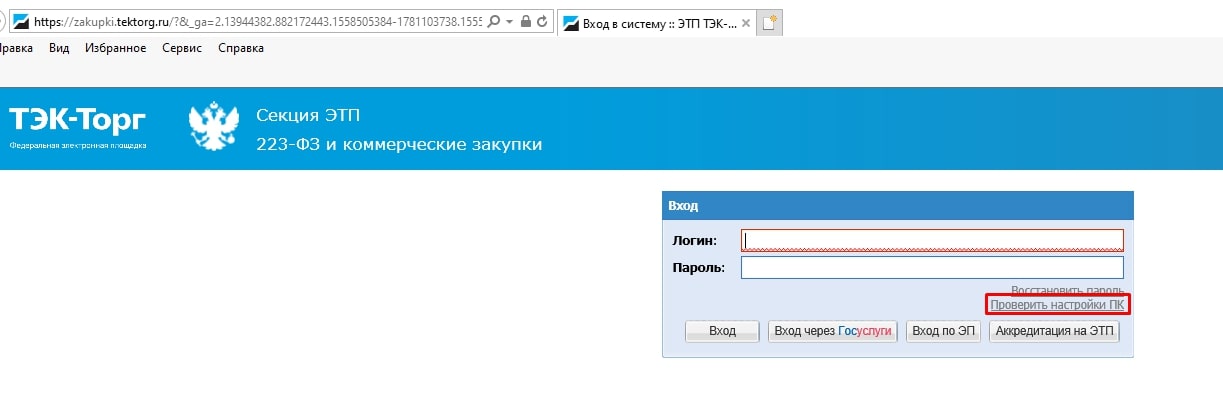 https://zakupki.tektorg.ru/?&_ga=2.13944382.882172443.1558505384-1781103738.1555
Вход в систему :: ЭТП ТЭК-...
Правка Вид Избранное Сервис Справка
ТЭК-Торг
Федеральная электронная площадка
Секция ЭТП
223-ФЗ и коммерческие закупки
Вход
Логин:
Пароль:
Восстановить пароль
Проверить настройки ПК
Вход Вход через Госуслуги Вход по ЭП Аккредитация на ЭТП